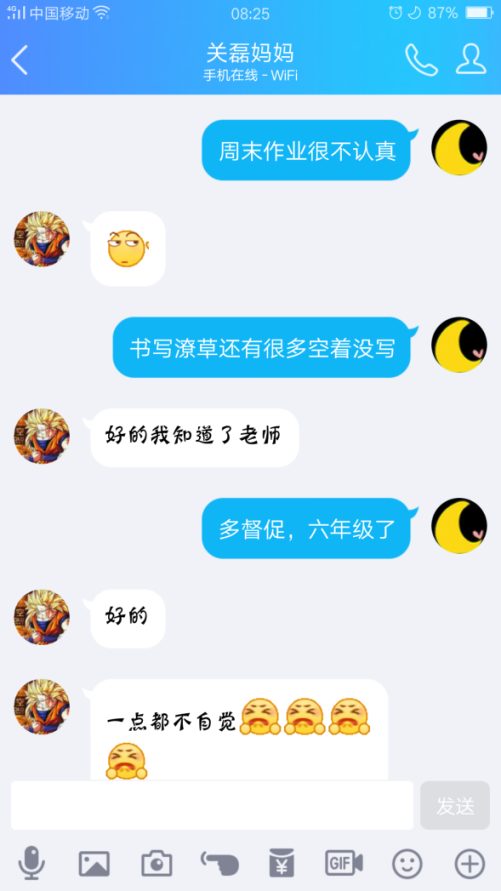 4G 中国移动 08:25 87%
关磊妈妈
手机在线 - WiFi
周末作业很不认真
书写潦草还有很多空着没写
好的我知道了老师
多督促，六年级了
好的
一点都不自觉
发送
¥ GIF